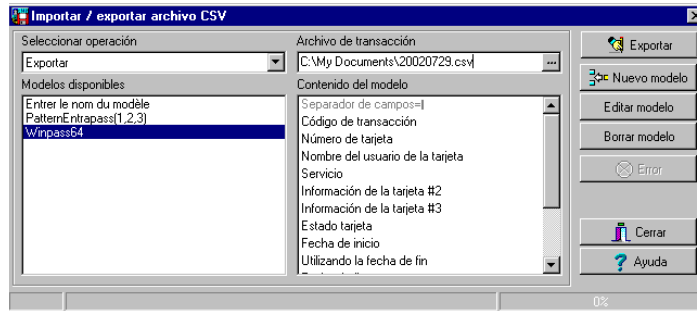 Importar / exportar archivo CSV
Seleccionar operación
Exportar
Archivo de transacción
C:\My Documents\20020729.csv
...
Modelos disponibles
Entrer le nom du modèle
PatternEntrapass(1,2,3)
Winpass64
Contenido del modelo
Separador de campos=|
Código de transacción
Número de tarjeta
Nombre del usuario de la tarjeta
Servicio
Información de la tarjeta #2
Información de la tarjeta #3
Estado tarjeta
Fecha de inicio
Utilizando la fecha de fin
Exportar
Nuevo modelo
Editar modelo
Borrar modelo
Error
Cerrar
Ayuda
0%